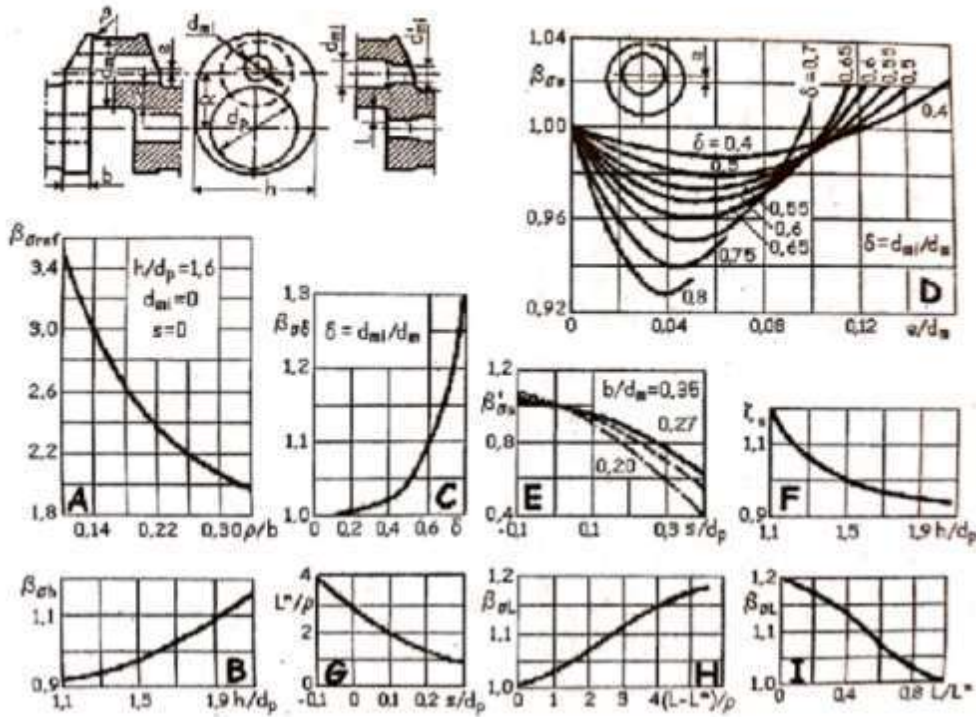 ρ
d_mi
d_mi
d'_mi
d_m
e
R
d_p
L
b
h
1,04
β_σe
1,00
0,96
0,92
0
0,04
0,08
0,12
e/d_m
δ=0,7
0,65
0,6
0,55
0,5
0,4
δ=0,4
0,5
0,55
0,6
0,65
0,75
0,8
δ=d_mi/d_m
D
β_σref
3,4
3,0
2,6
2,2
1,8
h/d_p=1,6
d_mi=0
s=0
A
0,14
0,22
0,30 ρ/b
1,3
β_σδ
1,2
1,1
1,0
δ=d_mi/d_m
C
0
0,2
0,4
0,6
δ
1,2
β'_σs
0,8
0,4
b/d_m=0,35
0,27
0,20
E
-0,1
0,1
0,3 s/d_p
1,1
0,9
F
1,1
1,5
1,9 h/d_p
β_σh
1,1
0,9
B
1,1
1,5
1,9 h/d_p
4
L*/ρ
2
0
G
-0,1
0
0,1
0,2 s/d_p
1,2
β_σL
1,1
1,0
H
0
1
2
3
4(L-L*)/ρ
1,2
β_σL
1,1
1,0
I
0
0,4
0,8 L/L*